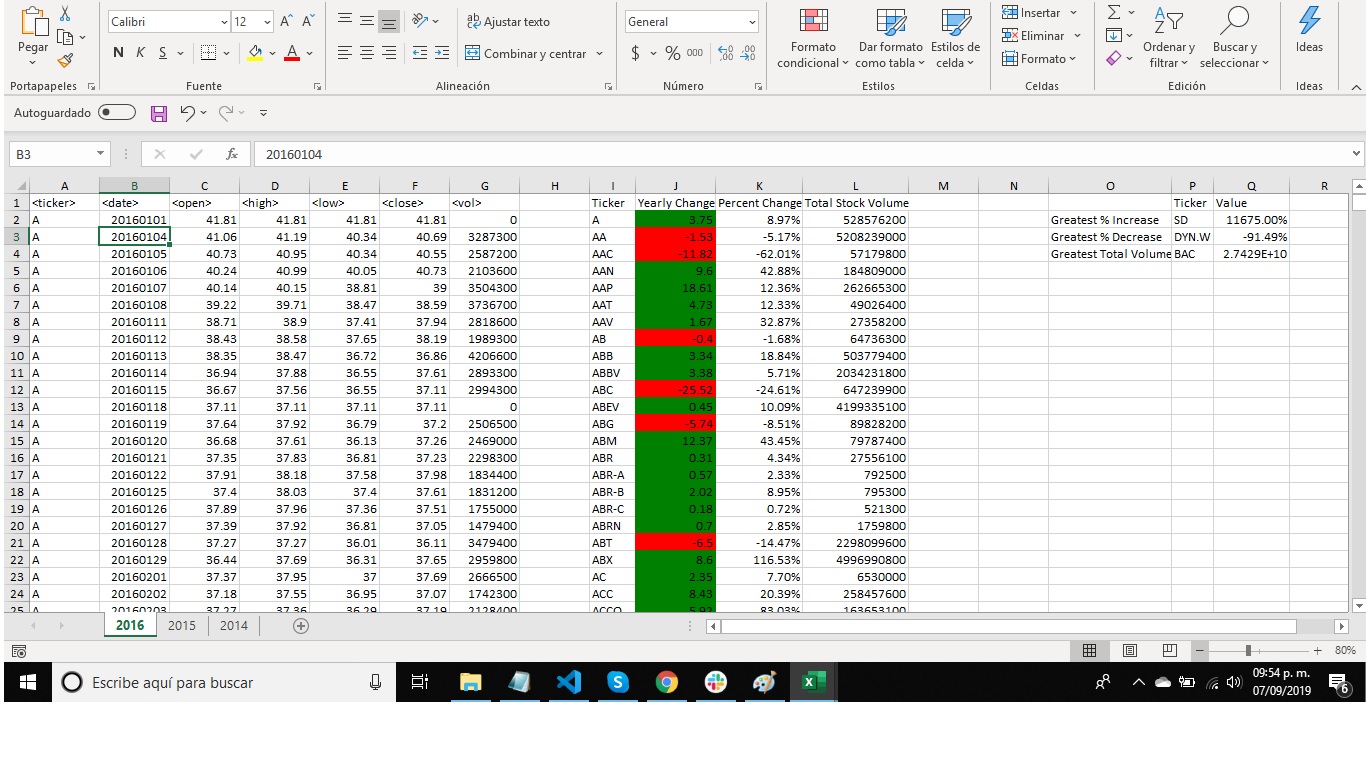 Pegar
Calibri 12 A A
N K S A
ab Ajustar texto
Combinar y centrar
General
$ % 000
Formato condicional
Dar formato como tabla
Estilos de celda
Insertar
Eliminar
Formato
Ordenar y filtrar
Buscar y seleccionar
Ideas
Portapapeles Fuente Alineación Número Estilos Celdas Edición Ideas
Autoguardado
B3 fx 20160104
A B C D E F G H I J K L M N O P Q R
1 <ticker> <date> <open> <high> <low> <close> <vol> Ticker Yearly Change Percent Change Total Stock Volume Ticker Value
2 A 20160101 41.81 41.81 41.81 41.81 0 A 3.75 8.97% 528576200 Greatest % Increase SD 11675.00%
3 A 20160104 41.06 41.19 40.34 40.69 3287300 AA -1.53 -5.17% 5208239000 Greatest % Decrease DYN.W -91.49%
4 A 20160105 40.73 40.95 40.34 40.55 2587200 AAC -11.82 -62.01% 57179800 Greatest Total Volume BAC 2.7429E+10
5 A 20160106 40.24 40.99 40.05 40.73 2103600 AAN 9.6 42.88% 184809000
6 A 20160107 40.14 40.15 38.81 39 3504300 AAP 18.61 12.36% 262665300
7 A 20160108 39.22 39.71 38.47 38.59 3736700 AAT 4.73 12.33% 49026400
8 A 20160111 38.71 38.9 37.41 37.94 2818600 AAV 1.67 32.87% 27358200
9 A 20160112 38.43 38.58 37.65 38.19 1989300 AB -0.4 -1.68% 64736300
10 A 20160113 38.35 38.47 36.72 36.86 4206600 ABB 3.34 18.84% 503779400
11 A 20160114 36.94 37.88 36.55 37.61 2893300 ABBV 3.38 5.71% 2034231800
12 A 20160115 36.67 37.56 36.55 37.11 2994300 ABC -25.52 -24.61% 647239900
13 A 20160118 37.11 37.11 37.11 37.11 0 ABEV 0.45 10.09% 4199335100
14 A 20160119 37.64 37.92 36.79 37.2 2506500 ABG -5.74 -8.51% 89828200
15 A 20160120 36.68 37.61 36.13 37.26 2469000 ABM 12.37 43.45% 79787400
16 A 20160121 37.35 37.83 36.81 37.23 2298300 ABR 0.31 4.34% 27556100
17 A 20160122 37.91 38.18 37.58 37.98 1834400 ABR-A 0.57 2.33% 792500
18 A 20160125 37.4 38.03 37.4 37.61 1831200 ABR-B 2.02 8.95% 795300
19 A 20160126 37.89 37.96 37.36 37.51 1755000 ABR-C 0.18 0.72% 521300
20 A 20160127 37.39 37.92 36.81 37.05 1479400 ABRN 0.7 2.85% 1759800
21 A 20160128 37.27 37.27 36.01 36.11 3479400 ABT -6.5 -14.47% 2298099600
22 A 20160129 36.44 37.69 36.31 37.65 2959800 ABX 8.6 116.53% 4996990800
23 A 20160201 37.37 37.95 37 37.69 2666500 AC 2.35 7.70% 6530000
24 A 20160202 37.18 37.55 36.95 37.07 1742300 ACC 8.43 20.39% 258457600
25 A 20160203 37.27 37.36 36.29 37.19 2128400 ACCO 5.92 83.03% 163653100
2016 2015 2014
80%
Escribe aquí para buscar
09:54 p. m.
07/09/2019
6